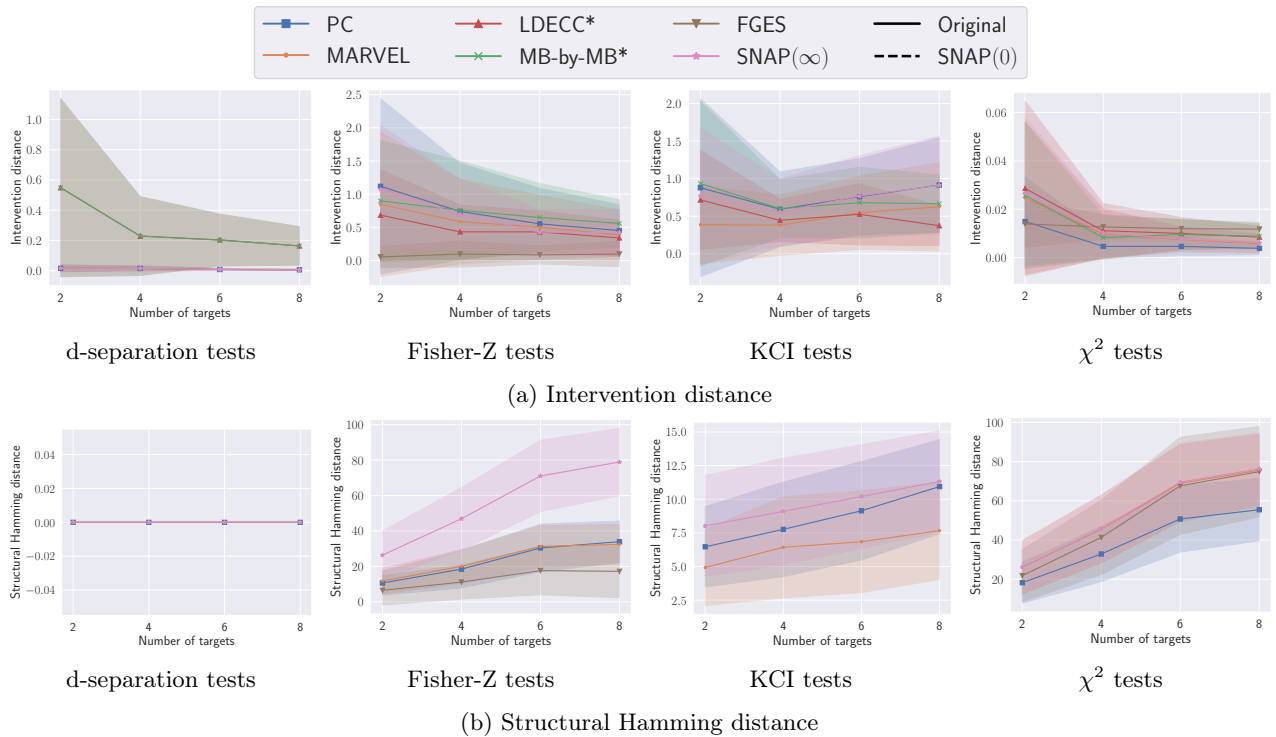 PC LDECC* FGES Original
MARVEL MB-by-MB* SNAP(∞) SNAP(0)
Intervention distance
1.0
0.8
0.6
0.4
0.2
0.0
2 4 6 8
Number of targets
d-separation tests
Intervention distance
2.5
2.0
1.5
1.0
0.5
0.0
2 4 6 8
Number of targets
Fisher-Z tests
Intervention distance
2.0
1.5
1.0
0.5
0.0
2 4 6 8
Number of targets
KCI tests
Intervention distance
0.06
0.04
0.02
0.00
2 4 6 8
Number of targets
χ² tests
(a) Intervention distance
Structural Hamming distance
0.04
0.02
0.00
−0.02
−0.04
2 4 6 8
Number of targets
d-separation tests
Structural Hamming distance
100
80
60
40
20
0
2 4 6 8
Number of targets
Fisher-Z tests
Structural Hamming distance
15.0
12.5
10.0
7.5
5.0
2.5
2 4 6 8
Number of targets
KCI tests
Structural Hamming distance
100
80
60
40
20
2 4 6 8
Number of targets
χ² tests
(b) Structural Hamming distance